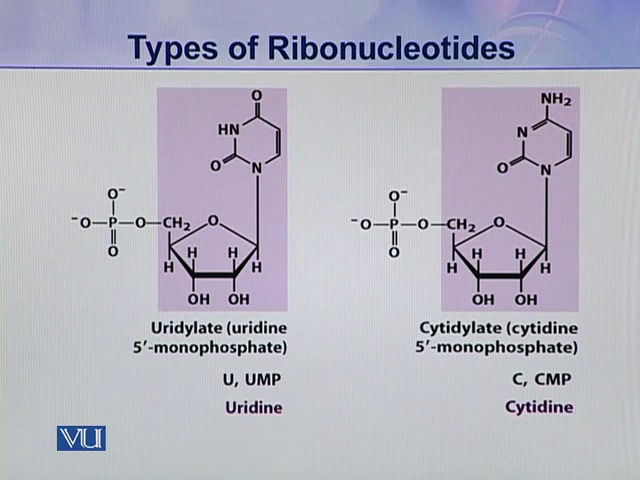 Types of Ribonucleotides
O
HN
O
N
O⁻
⁻O—P—O—CH₂
O
O
H
H
H
H
OH
OH
NH₂
N
O
N
O⁻
⁻O—P—O—CH₂
O
O
H
H
H
H
OH
OH
Uridylate (uridine
5′-monophosphate)
Cytidylate (cytidine
5′-monophosphate)
U, UMP
C, CMP
Uridine
Cytidine
VU